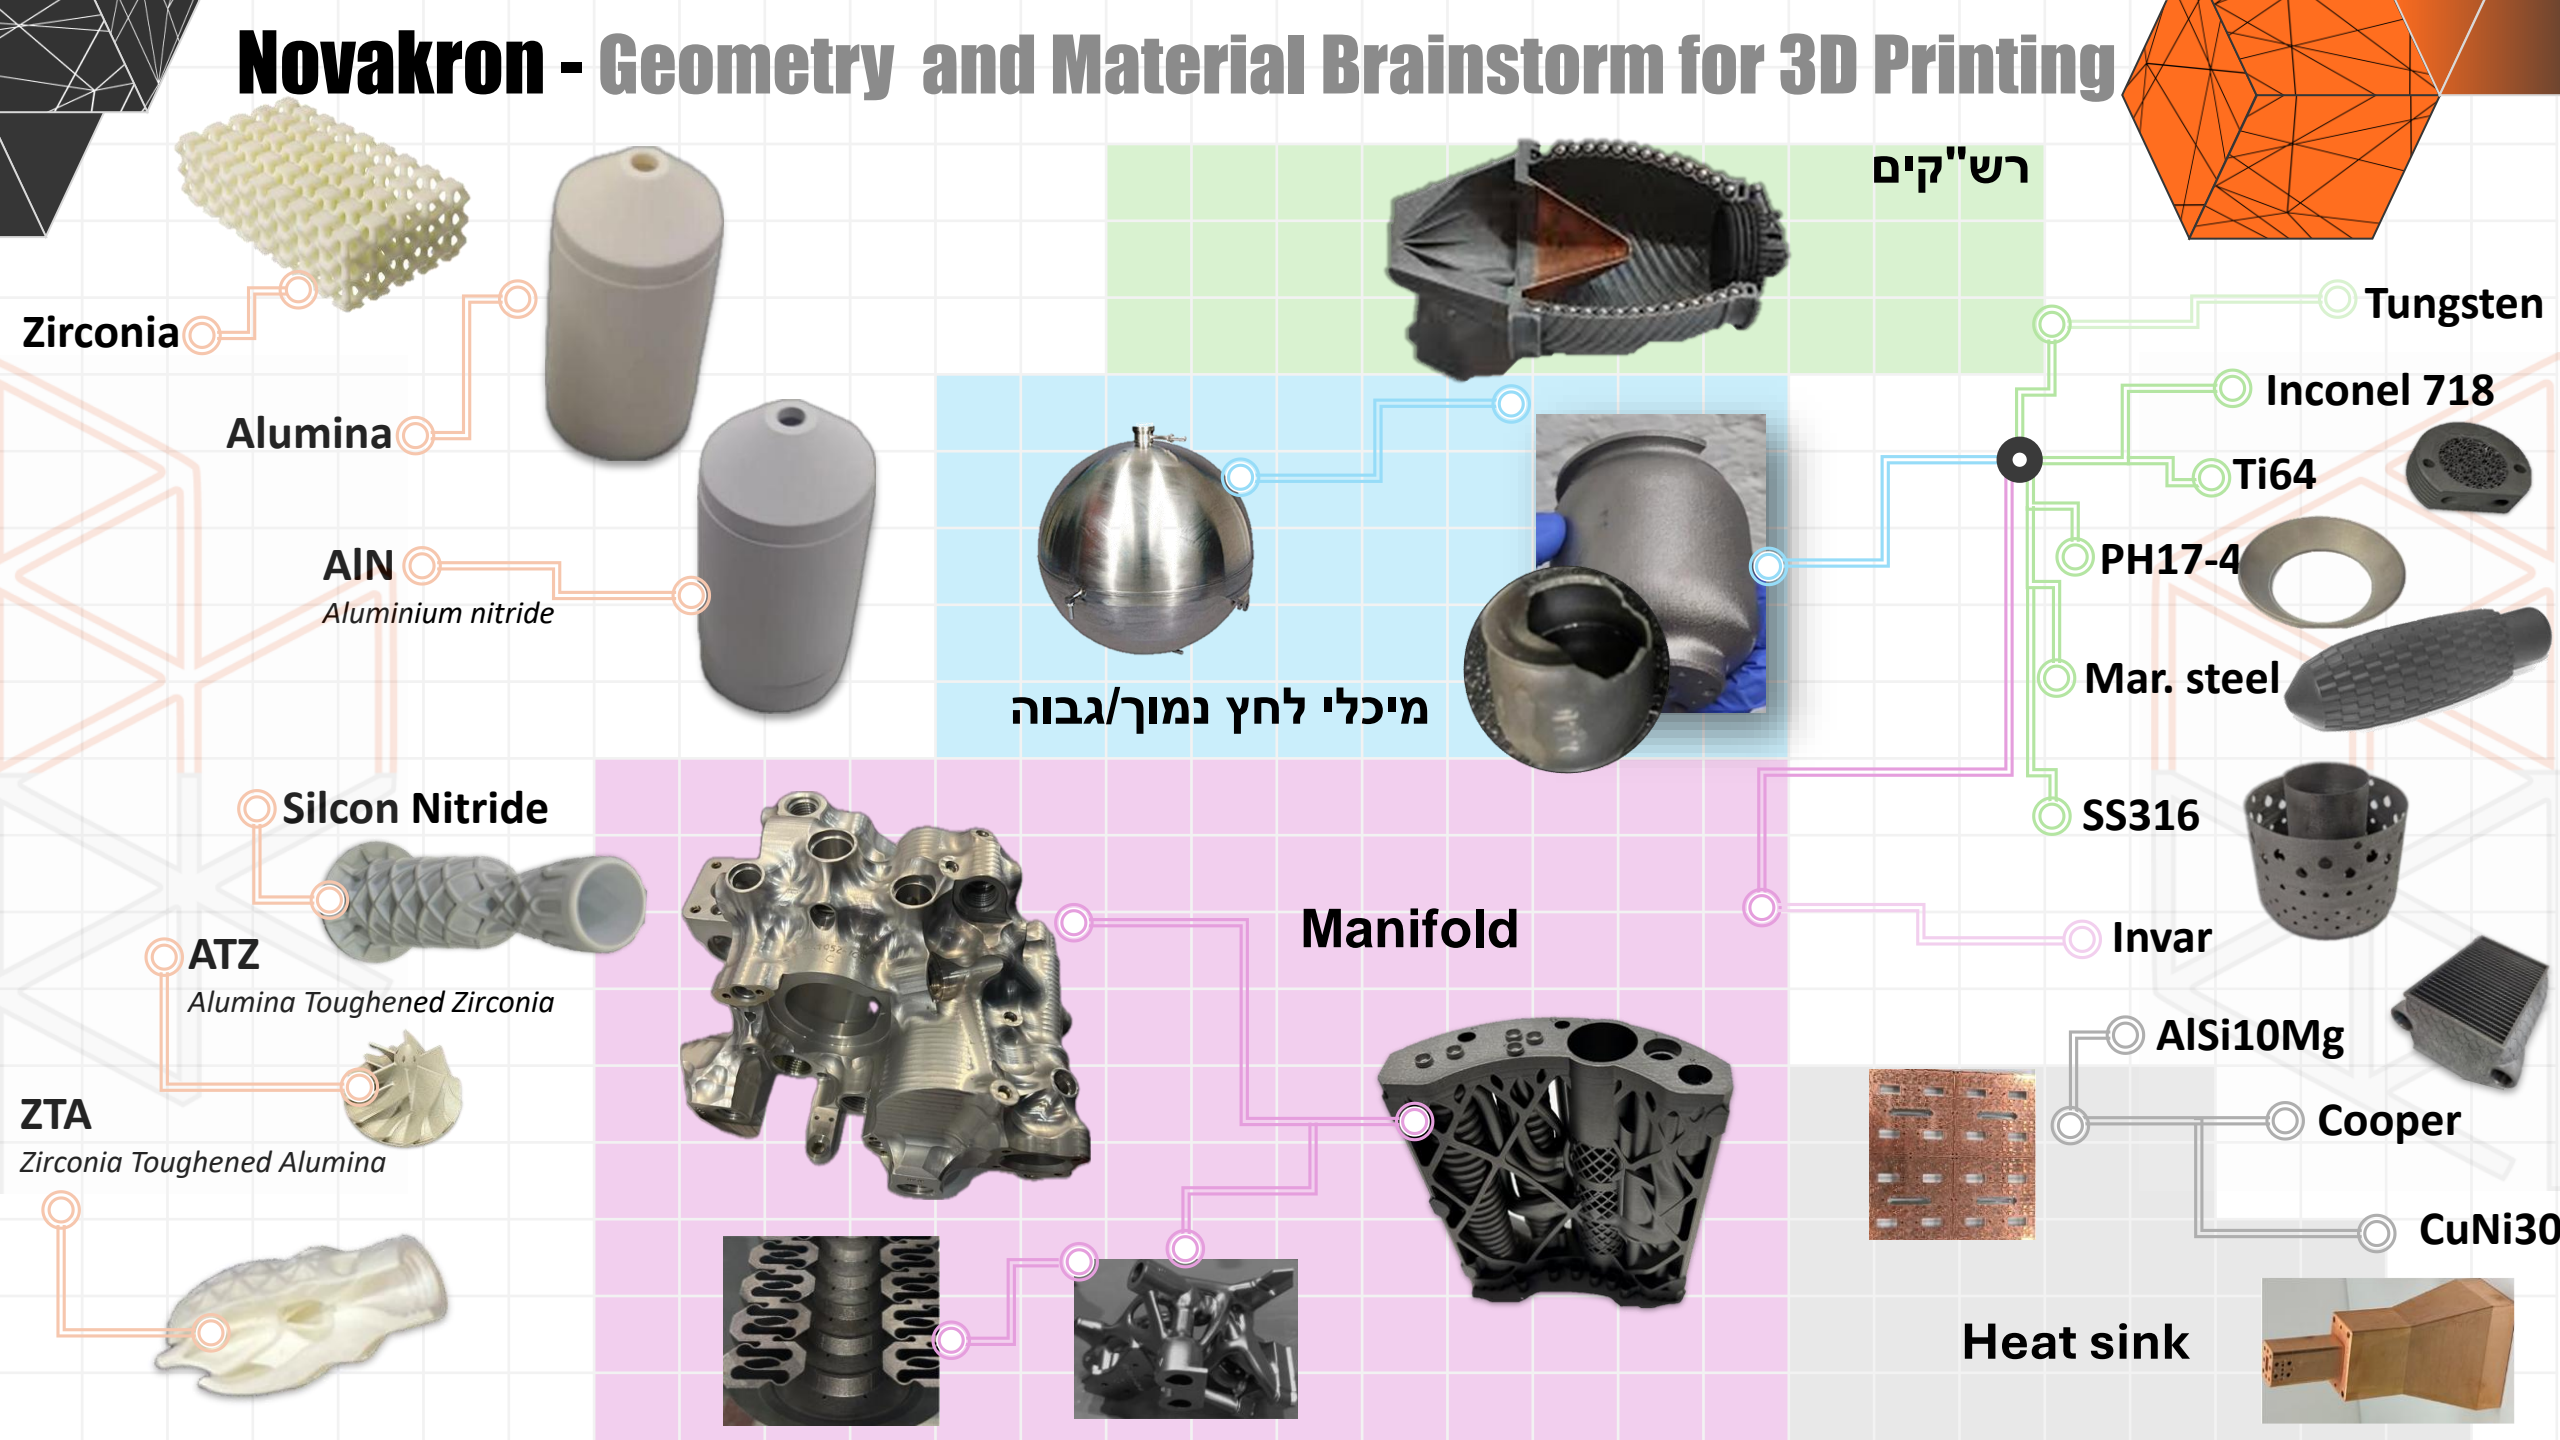 Novakron - Geometry and Material Brainstorm for 3D Printing
רש"קים
Zirconia
Alumina
AlN
Aluminium nitride
Silcon Nitride
ATZ
Alumina Toughened Zirconia
ZTA
Zirconia Toughened Alumina
מיכלי לחץ נמוך/גבוה
Manifold
Tungsten
Inconel 718
Ti64
PH17-4
Mar. steel
SS316
Invar
AlSi10Mg
Cooper
CuNi30
Heat sink